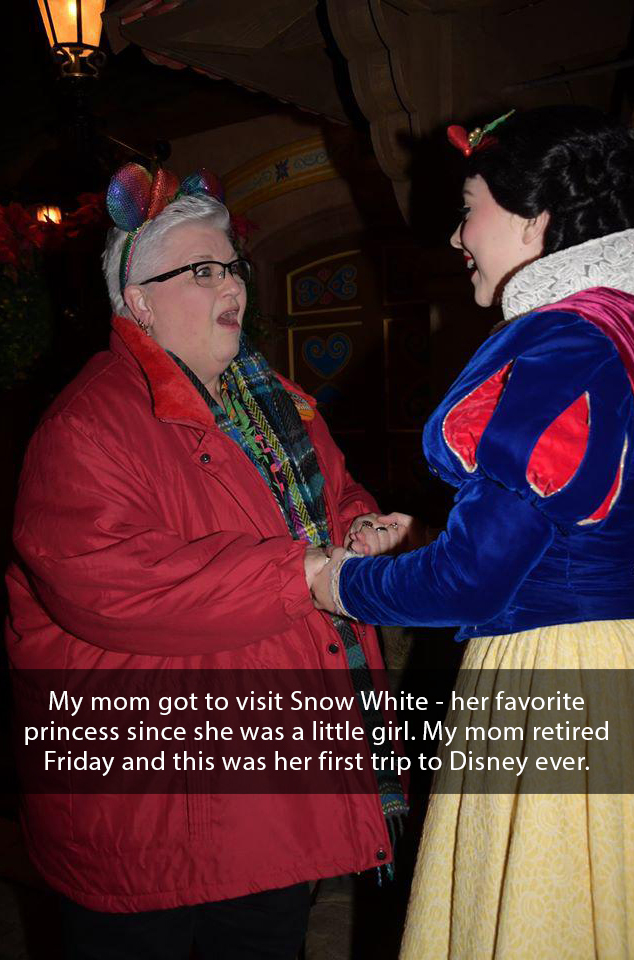 My mom got to visit Snow White - her favorite
princess since she was a little girl. My mom retired
Friday and this was her first trip to Disney ever.